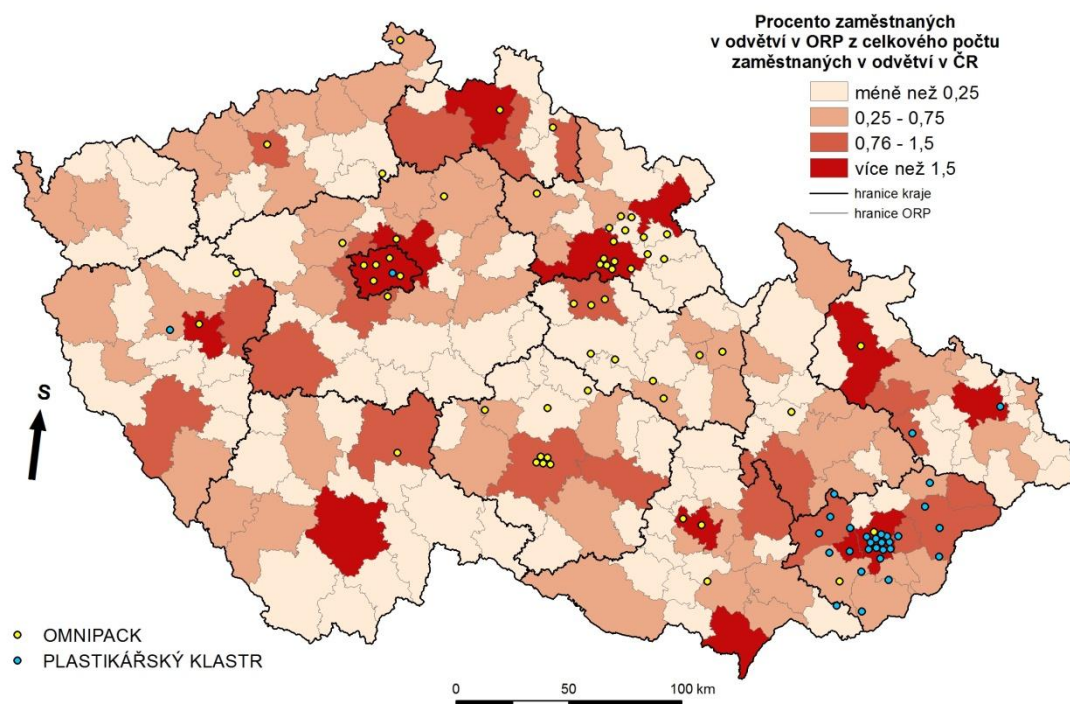 Procento zaměstnaných
v odvětví v ORP z celkového počtu
zaměstnaných v odvětví v ČR
méně než 0,25
0,25 - 0,75
0,76 - 1,5
více než 1,5
hranice kraje
hranice ORP
S
OMNIPACK
PLASTIKÁŘSKÝ KLASTR
0 50 100 km